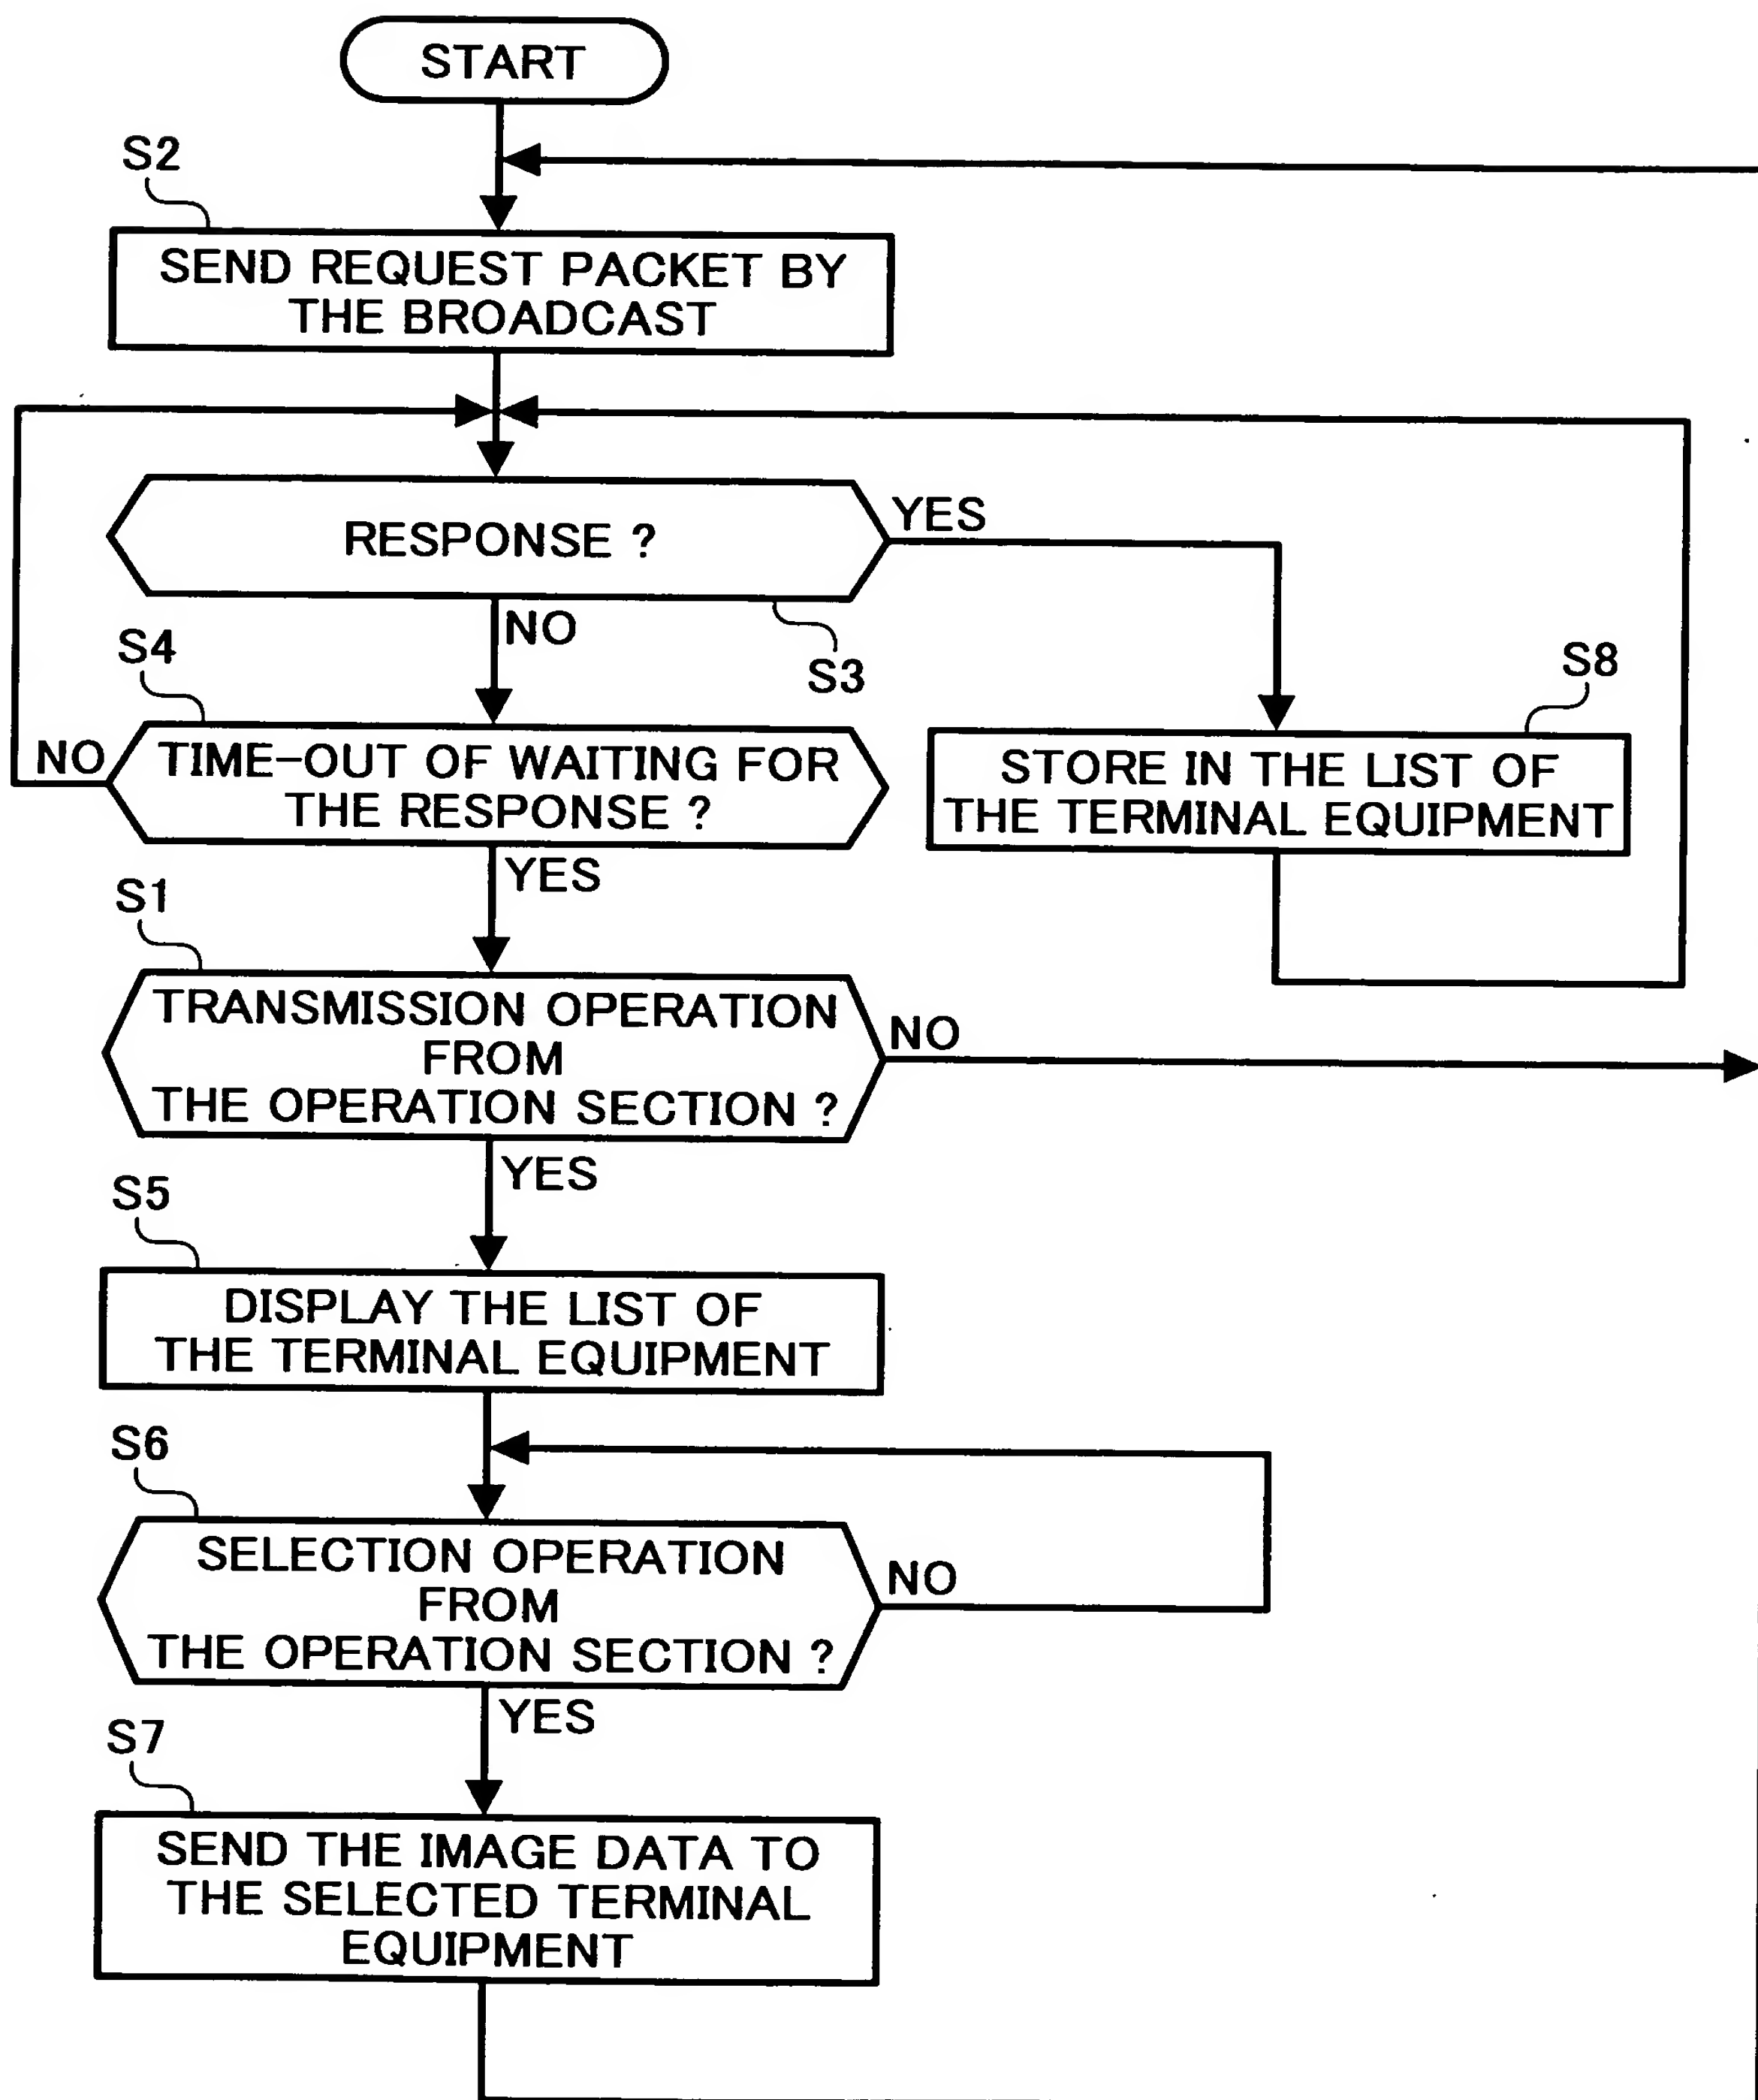 START
S2
SEND REQUEST PACKET BY
THE BROADCAST
RESPONSE ?
YES
NO
S3
S4
S8
NO
TIME-OUT OF WAITING FOR
THE RESPONSE ?
STORE IN THE LIST OF
THE TERMINAL EQUIPMENT
YES
S1
TRANSMISSION OPERATION
FROM
THE OPERATION SECTION ?
NO
YES
S5
DISPLAY THE LIST OF
THE TERMINAL EQUIPMENT
S6
SELECTION OPERATION
FROM
THE OPERATION SECTION ?
NO
YES
S7
SEND THE IMAGE DATA TO
THE SELECTED TERMINAL
EQUIPMENT